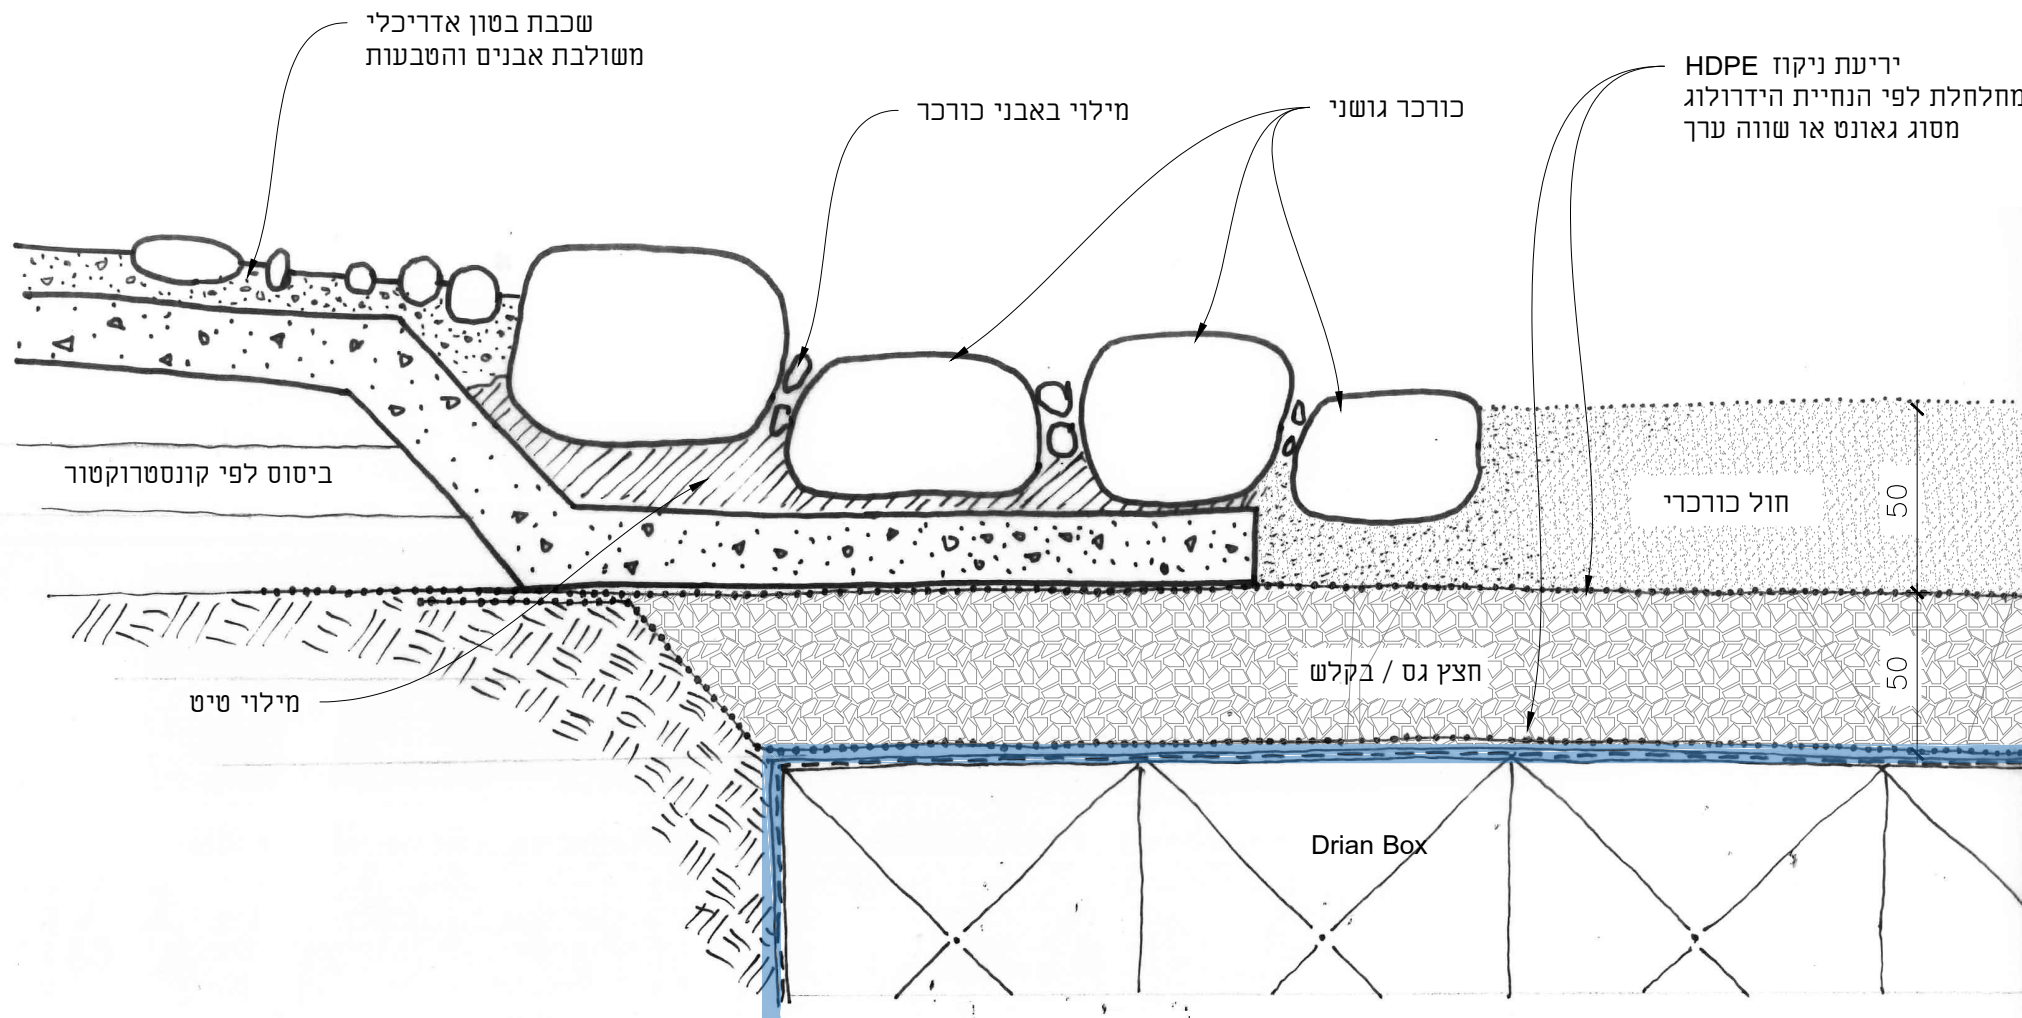 שכבת בטון אדריכלי
משולבת אבנים והטבעות
מילוי באבני כורכר
כורכר גושני
יריעת ניקוז HDPE
מחלחלת לפי הנחיית הידרולוג
מסוג גאונט או שווה ערך
ביסוס לפי קונסטרוקטור
חול כורכרי
50
חצץ גס / בקלש
50
מילוי טיט
Drian Box